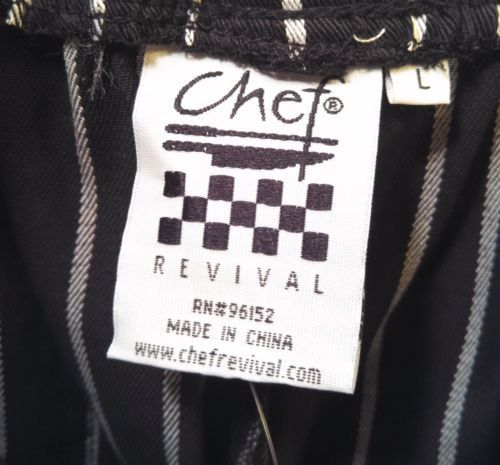 chef®
L
REVIVAL
RN#96152
MADE IN CHINA
www.chefrevival.com